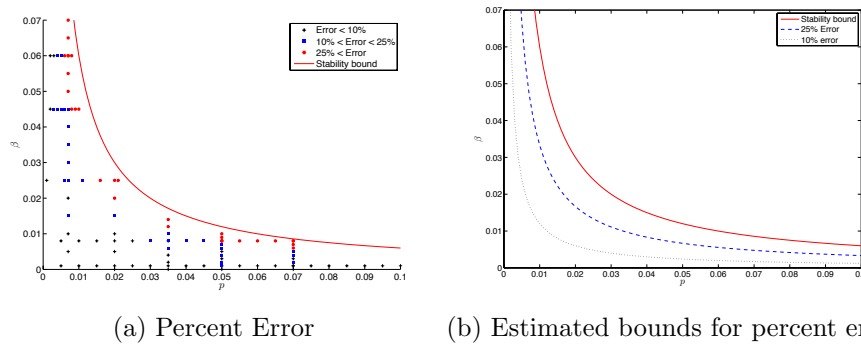 0.07
0.06
0.05
0.04
0.03
0.02
0.01
0
β
0 0.01 0.02 0.03 0.04 0.05 0.06 0.07 0.08 0.09 0.1
p
Error < 10%
10% < Error < 25%
25% < Error
Stability bound
(a) Percent Error
0.07
0.06
0.05
0.04
0.03
0.02
0.01
0
β
0.01 0.02 0.03 0.04 0.05 0.06 0.07 0.08 0.09 0.
p
Stability bound
25% Error
10% error
(b) Estimated bounds for percent er